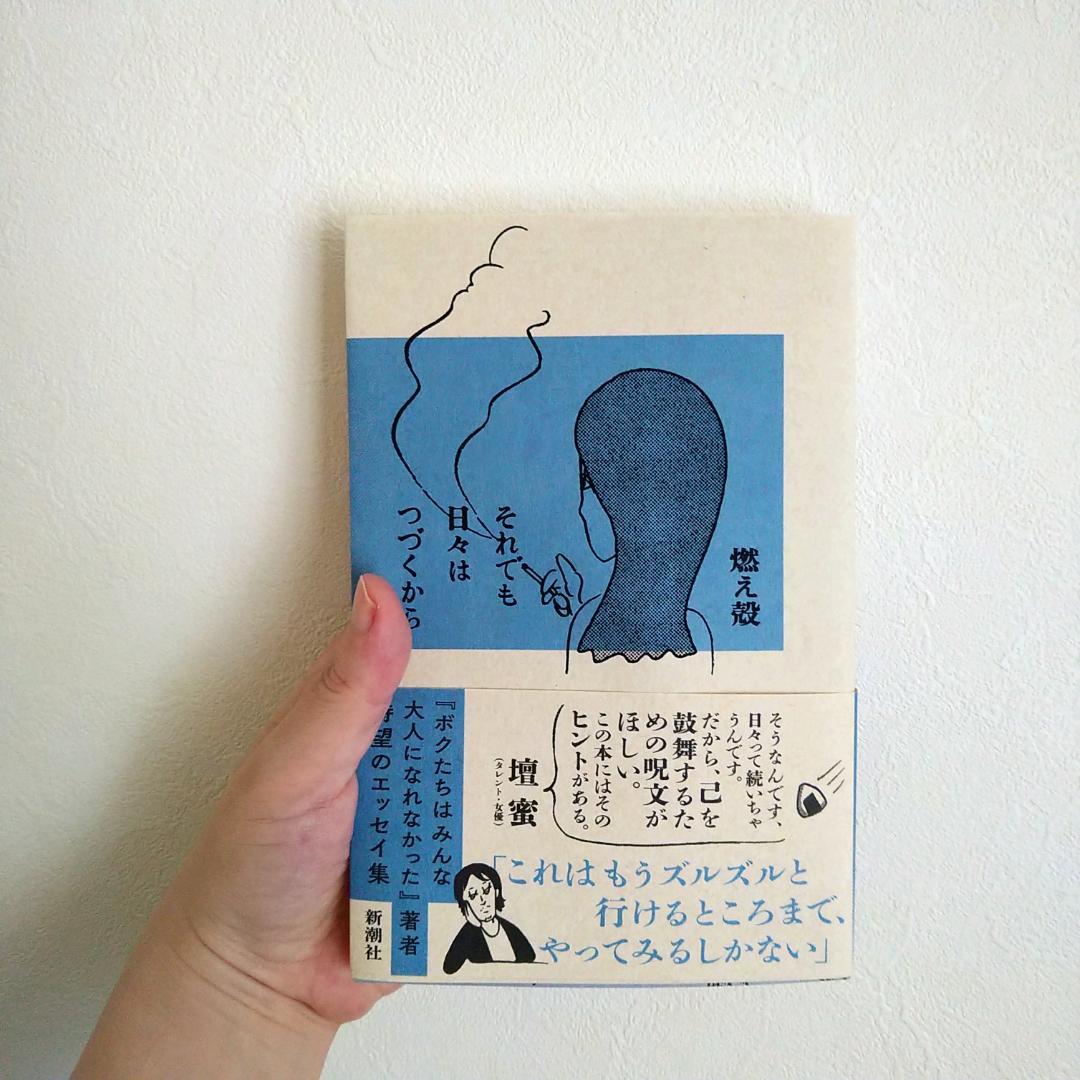 燃え殻
それでも
日々は
つづくから
そうなんです、
日々って続いちゃ
うんです。
だから、己を
鼓舞するた
めの呪文が
ほしい。
この本にはその
ヒントがある。
壇蜜
(タレント・女優)
「これはもうズルズルと
行けるところまで、
やってみるしかない」
『ボクたちはみんな
大人になれなかった』著者
待望のエッセイ集
新潮社